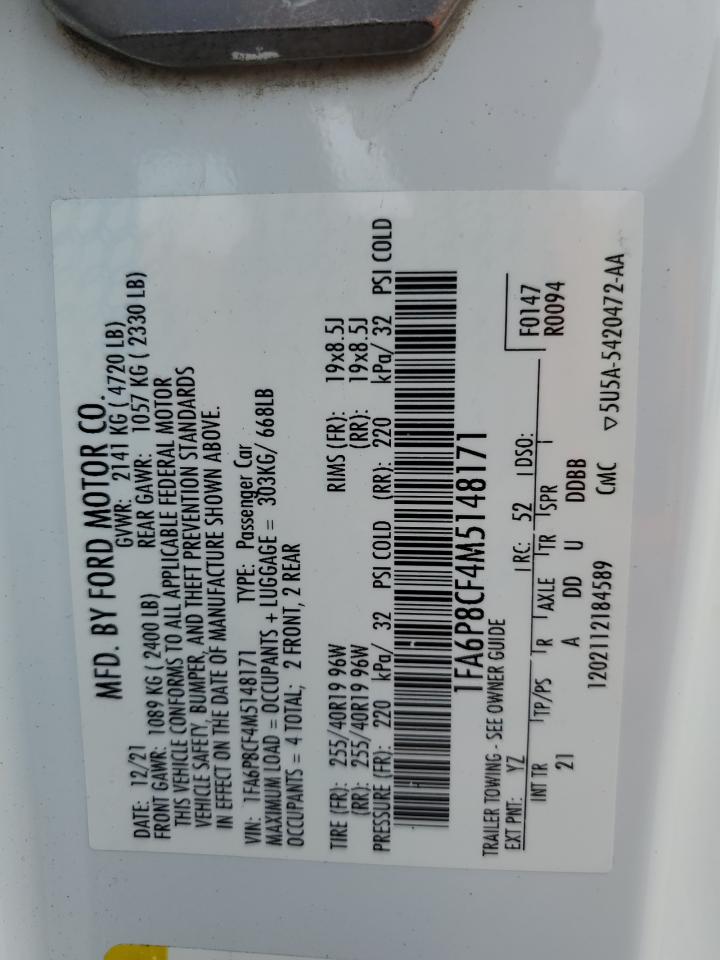 MFD. BY FORD MOTOR CO.
DATE: 12/21 GVWR: 2141 KG ( 4720 LB)
FRONT GAWR: 1089 KG ( 2400 LB) REAR GAWR: 1057 KG ( 2330 LB)
THIS VEHICLE CONFORMS TO ALL APPLICABLE FEDERAL MOTOR
VEHICLE SAFETY, BUMPER, AND THEFT PREVENTION STANDARDS
IN EFFECT ON THE DATE OF MANUFACTURE SHOWN ABOVE.
VIN: 1FA6P8CF4M5148171 TYPE: Passenger Car
MAXIMUM LOAD = OCCUPANTS + LUGGAGE = 303KG/ 668LB
OCCUPANTS = 4 TOTAL; 2 FRONT, 2 REAR
TIRE (FR): 255/40R19 96W RIMS (FR): 19x8.5J
(RR): 255/40R19 96W (RR): 19x8.5J
PRESSURE (FR): 220 kPa/ 32 PSI COLD (RR): 220 kPa/ 32 PSI COLD
1FA6P8CF4M5148171
TRAILER TOWING - SEE OWNER GUIDE
EXT PNT: YZ RC: 52 DSO: F0147
R0094
INT TR TP/PS R AXLE TR SPR
21 A DD U DDBB
1202112184589 CMC ▽5U5A-5420472-AA